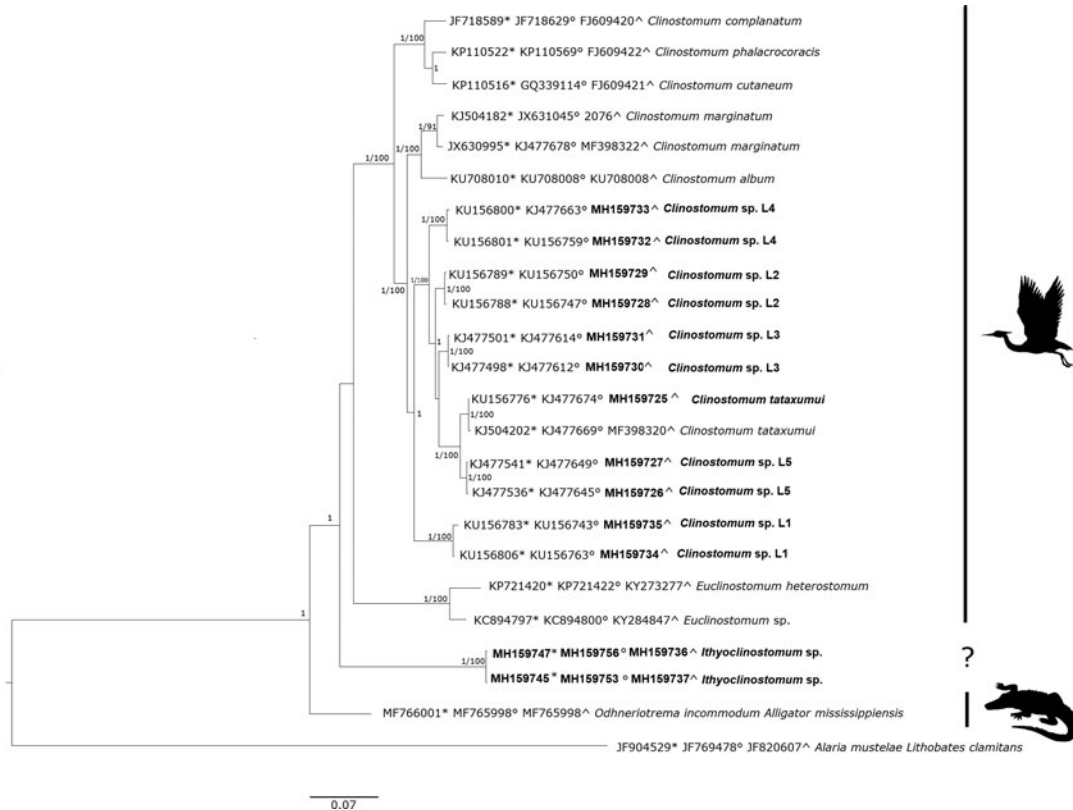 JF718589* JF718629° FJ609420^ Clinostomum complanatum
1/100
KP110522* KP110569° FJ609422^ Clinostomum phalacrocoracis
1
KP110516* GQ339114° FJ609421^ Clinostomum cutaneum
KJ504182* JX631045° 2076^ Clinostomum marginatum
1/91
JX630995* KJ477678° MF398322^ Clinostomum marginatum
1/100
1/100
KU708010* KU708008° KU708008^ Clinostomum album
KU156800* KJ477663° MH159733^ Clinostomum sp. L4
1/100
KU156801* KU156759° MH159732^ Clinostomum sp. L4
1/100
1/100
KU156789* KU156750° MH159729^ Clinostomum sp. L2
1/100
KU156788* KU156747° MH159728^ Clinostomum sp. L2
KJ477501* KJ477614° MH159731^ Clinostomum sp. L3
1
1/100
KJ477498* KJ477612° MH159730^ Clinostomum sp. L3
KU156776* KJ477674° MH159725^ Clinostomum tataxumui
1
1/100
KJ504202* KJ477669° MF398320^ Clinostomum tataxumui
1/100
KJ477541* KJ477649° MH159727^ Clinostomum sp. L5
1/100
KJ477536* KJ477645° MH159726^ Clinostomum sp. L5
1
KU156783* KU156743° MH159735^ Clinostomum sp. L1
1/100
KU156806* KU156763° MH159734^ Clinostomum sp. L1
KP721420* KP721422° KY273277^ Euclinostomum heterostomum
1/100
1
KC894797* KC894800° KY284847^ Euclinostomum sp.
MH159747* MH159756° MH159736^ Ithyoclinostomum sp.
1/100
?
MH159745* MH159753° MH159737^ Ithyoclinostomum sp.
MF766001* MF765998° MF765998^ Odhneriotrema incommodum Alligator mississippiensis
JF904529* JF769478° JF820607^ Alaria mustelae Lithobates clamitans
0.07